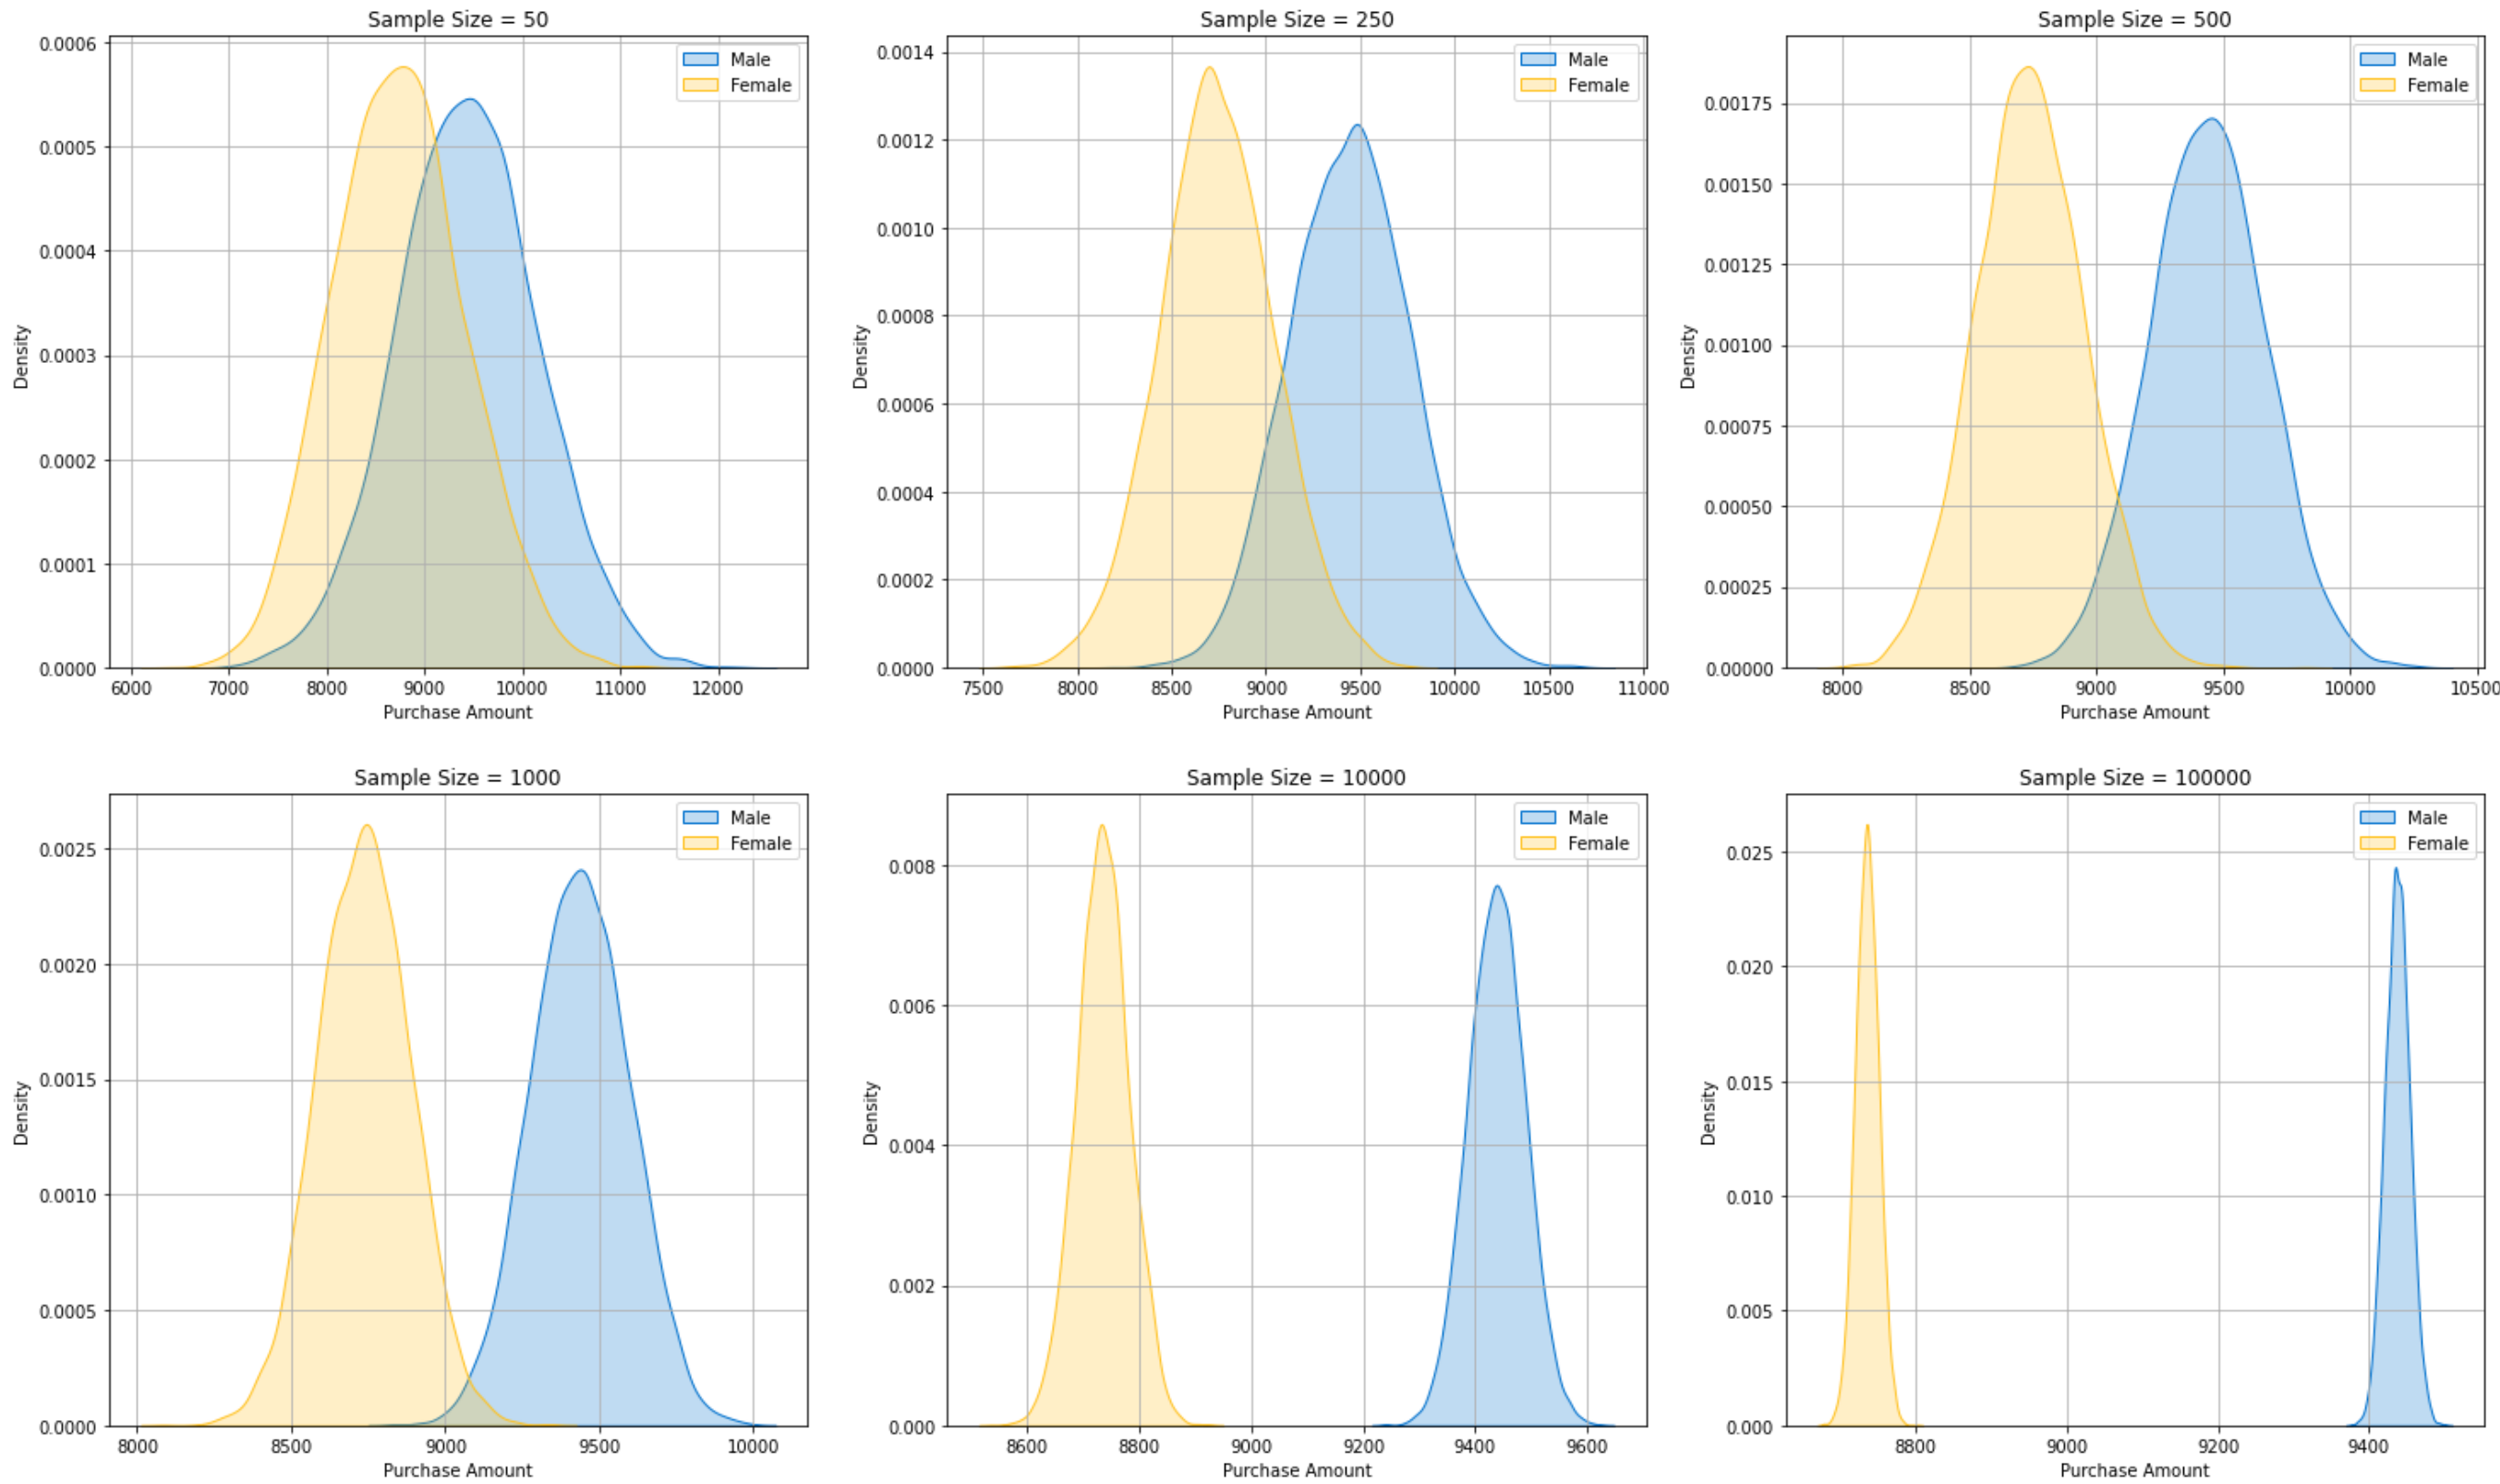 Sample Size = 50
Male
Female
0.0006
0.0005
0.0004
0.0003
0.0002
0.0001
0.0000
Density
6000 7000 8000 9000 10000 11000 12000
Purchase Amount
Sample Size = 250
Male
Female
0.0014
0.0012
0.0010
0.0008
0.0006
0.0004
0.0002
0.0000
Density
7500 8000 8500 9000 9500 10000 10500 11000
Purchase Amount
Sample Size = 500
Male
Female
0.00175
0.00150
0.00125
0.00100
0.00075
0.00050
0.00025
0.00000
Density
8000 8500 9000 9500 10000 10500
Purchase Amount
Sample Size = 1000
Male
Female
0.0025
0.0020
0.0015
0.0010
0.0005
0.0000
Density
8000 8500 9000 9500 10000
Purchase Amount
Sample Size = 10000
Male
Female
0.008
0.006
0.004
0.002
0.000
Density
8600 8800 9000 9200 9400 9600
Purchase Amount
Sample Size = 100000
Male
Female
0.025
0.020
0.015
0.010
0.005
0.000
Density
8800 9000 9200 9400
Purchase Amount